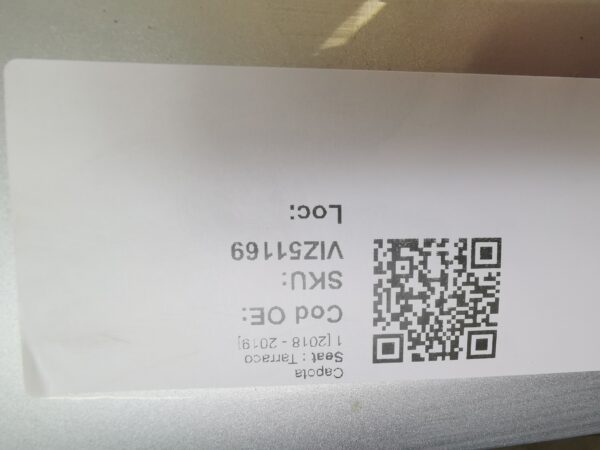 Capota
Seat : Tarraco
1 [2018 - 2019]
Cod OE:
SKU:
VIZ51169
Loc: